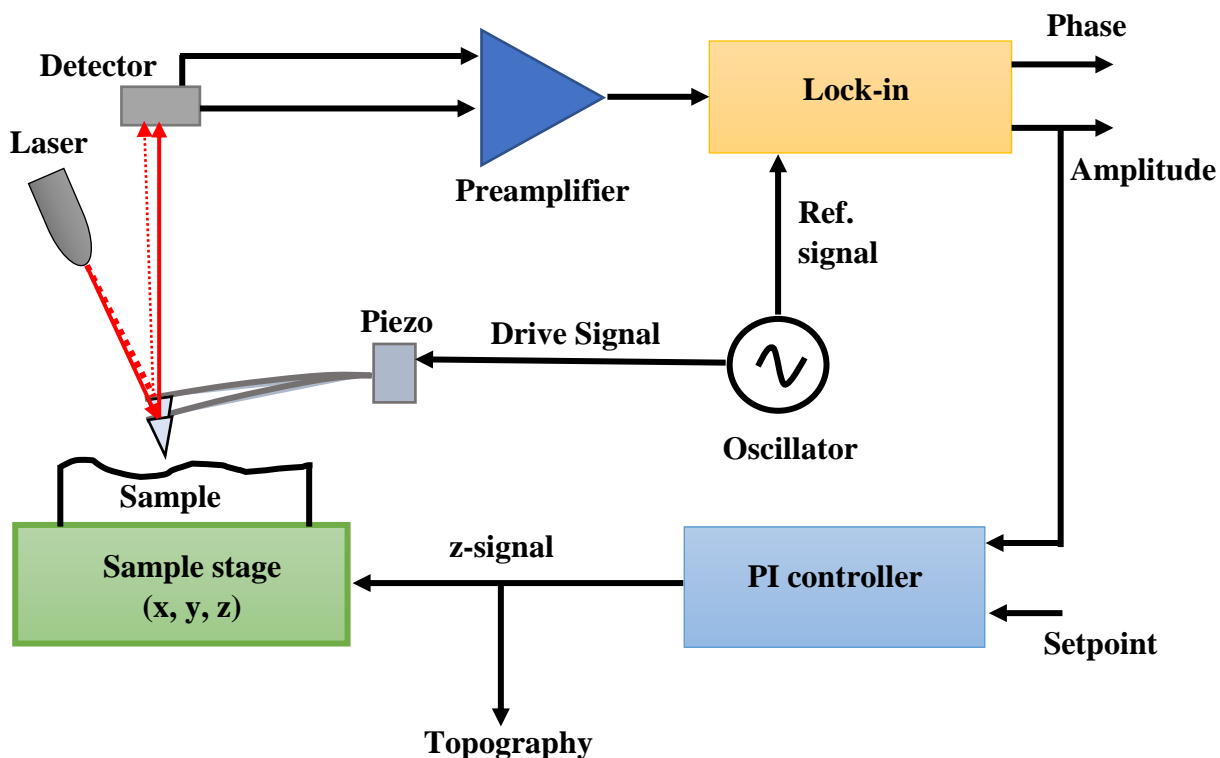 Phase
Detector
Lock-in
Laser
Amplitude
Preamplifier
Ref.
signal
Piezo
Drive Signal
Oscillator
Sample
z-signal
Sample stage
(x, y, z)
PI controller
Setpoint
Topography